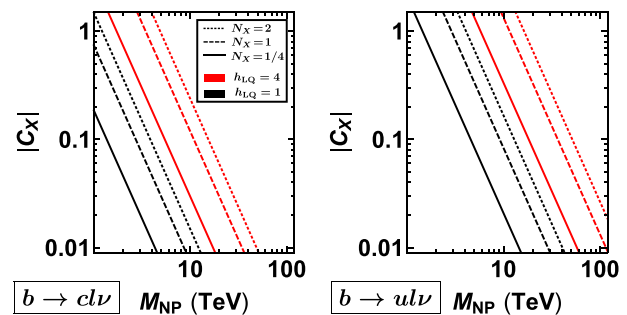 |C_X|
1
0.1
0.01
N_X = 2
N_X = 1
N_X = 1/4
h_LQ = 4
h_LQ = 1
10
100
b → clν
M_NP (TeV)
|C_X|
1
0.1
0.01
10
100
b → ulν
M_NP (TeV)